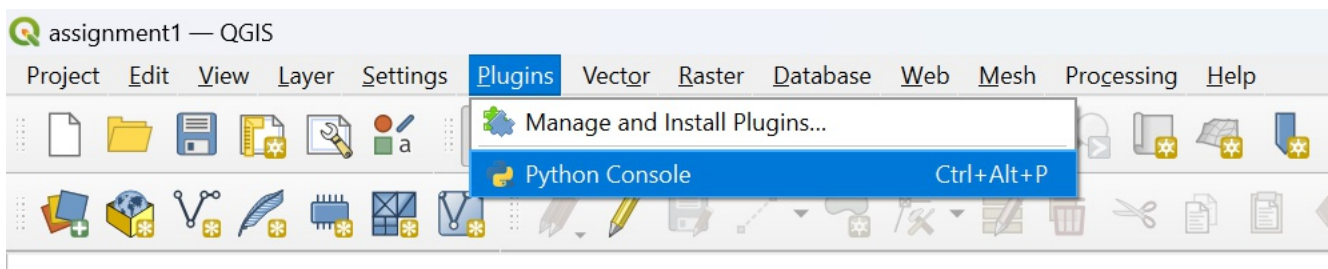 assignment1 — QGIS
Project Edit View Layer Settings Plugins Vector Raster Database Web Mesh Processing Help
Manage and Install Plugins...
a
Python Console Ctrl+Alt+P